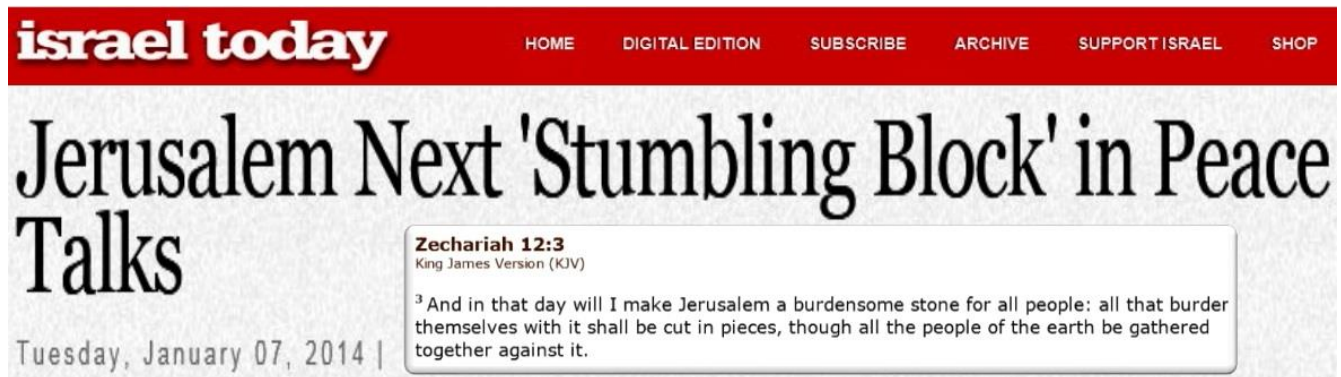 israel today
HOME DIGITAL EDITION SUBSCRIBE ARCHIVE SUPPORT ISRAEL SHOP
Jerusalem Next 'Stumbling Block' in Peace
Talks
Zechariah 12:3
King James Version (KJV)
3 And in that day will I make Jerusalem a burdensome stone for all people: all that burder
themselves with it shall be cut in pieces, though all the people of the earth be gathered
together against it.
Tuesday, January 07, 2014 |